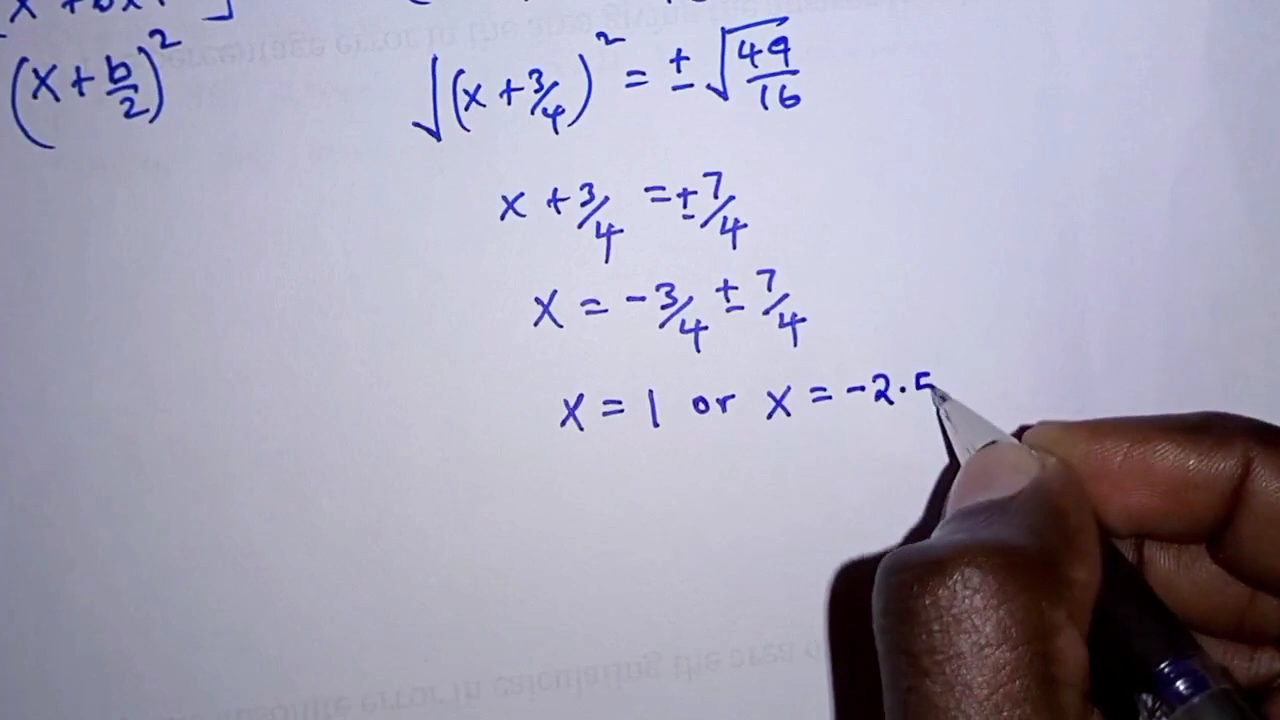 (x + b/2)²
√(x + 3/4)² = ± √49/16
x + 3/4 = ± 7/4
x = -3/4 ± 7/4
x = 1 or x = -2.5